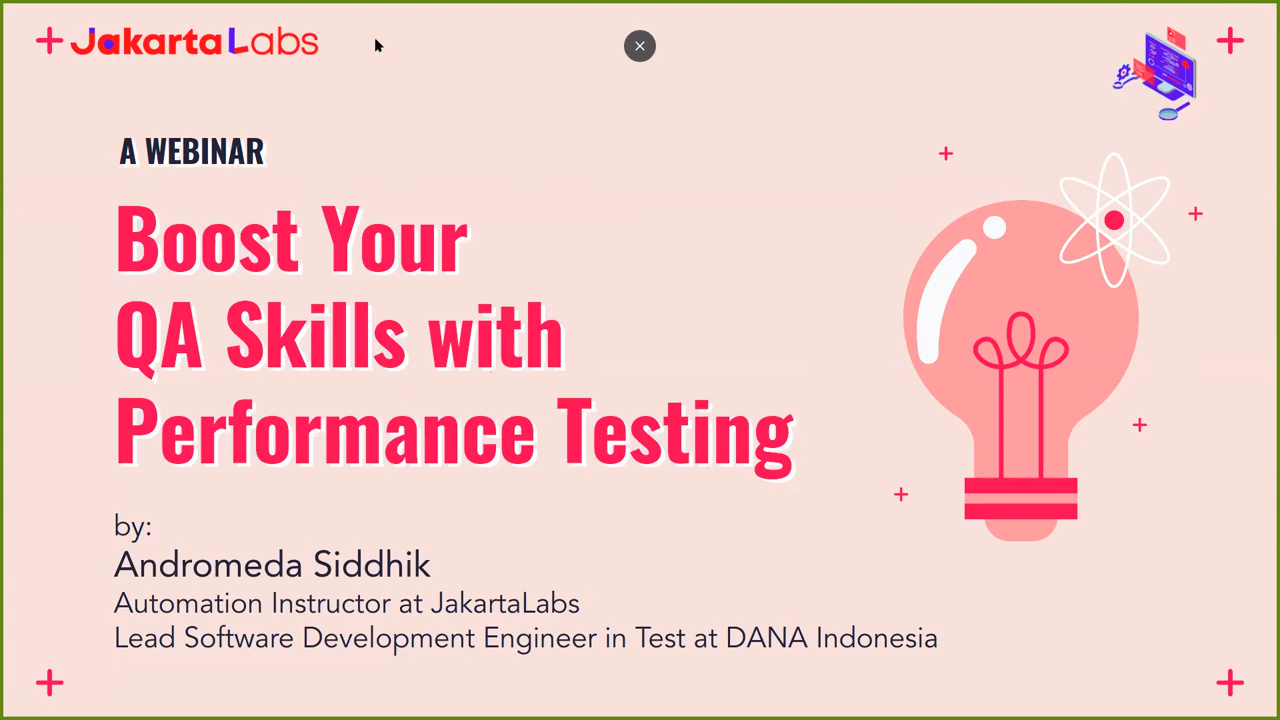 JakartaLabs
A WEBINAR
Boost Your
QA Skills with
Performance Testing
by:
Andromeda Siddhik
Automation Instructor at JakartaLabs
Lead Software Development Engineer in Test at DANA Indonesia